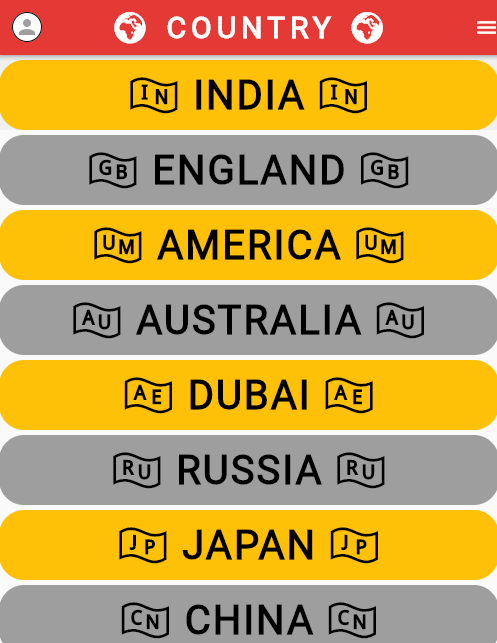 COUNTRY
IN INDIA IN
GB ENGLAND GB
UM AMERICA UM
AU AUSTRALIA AU
AE DUBAI AE
RU RUSSIA RU
JP JAPAN JP
CN CHINA CN